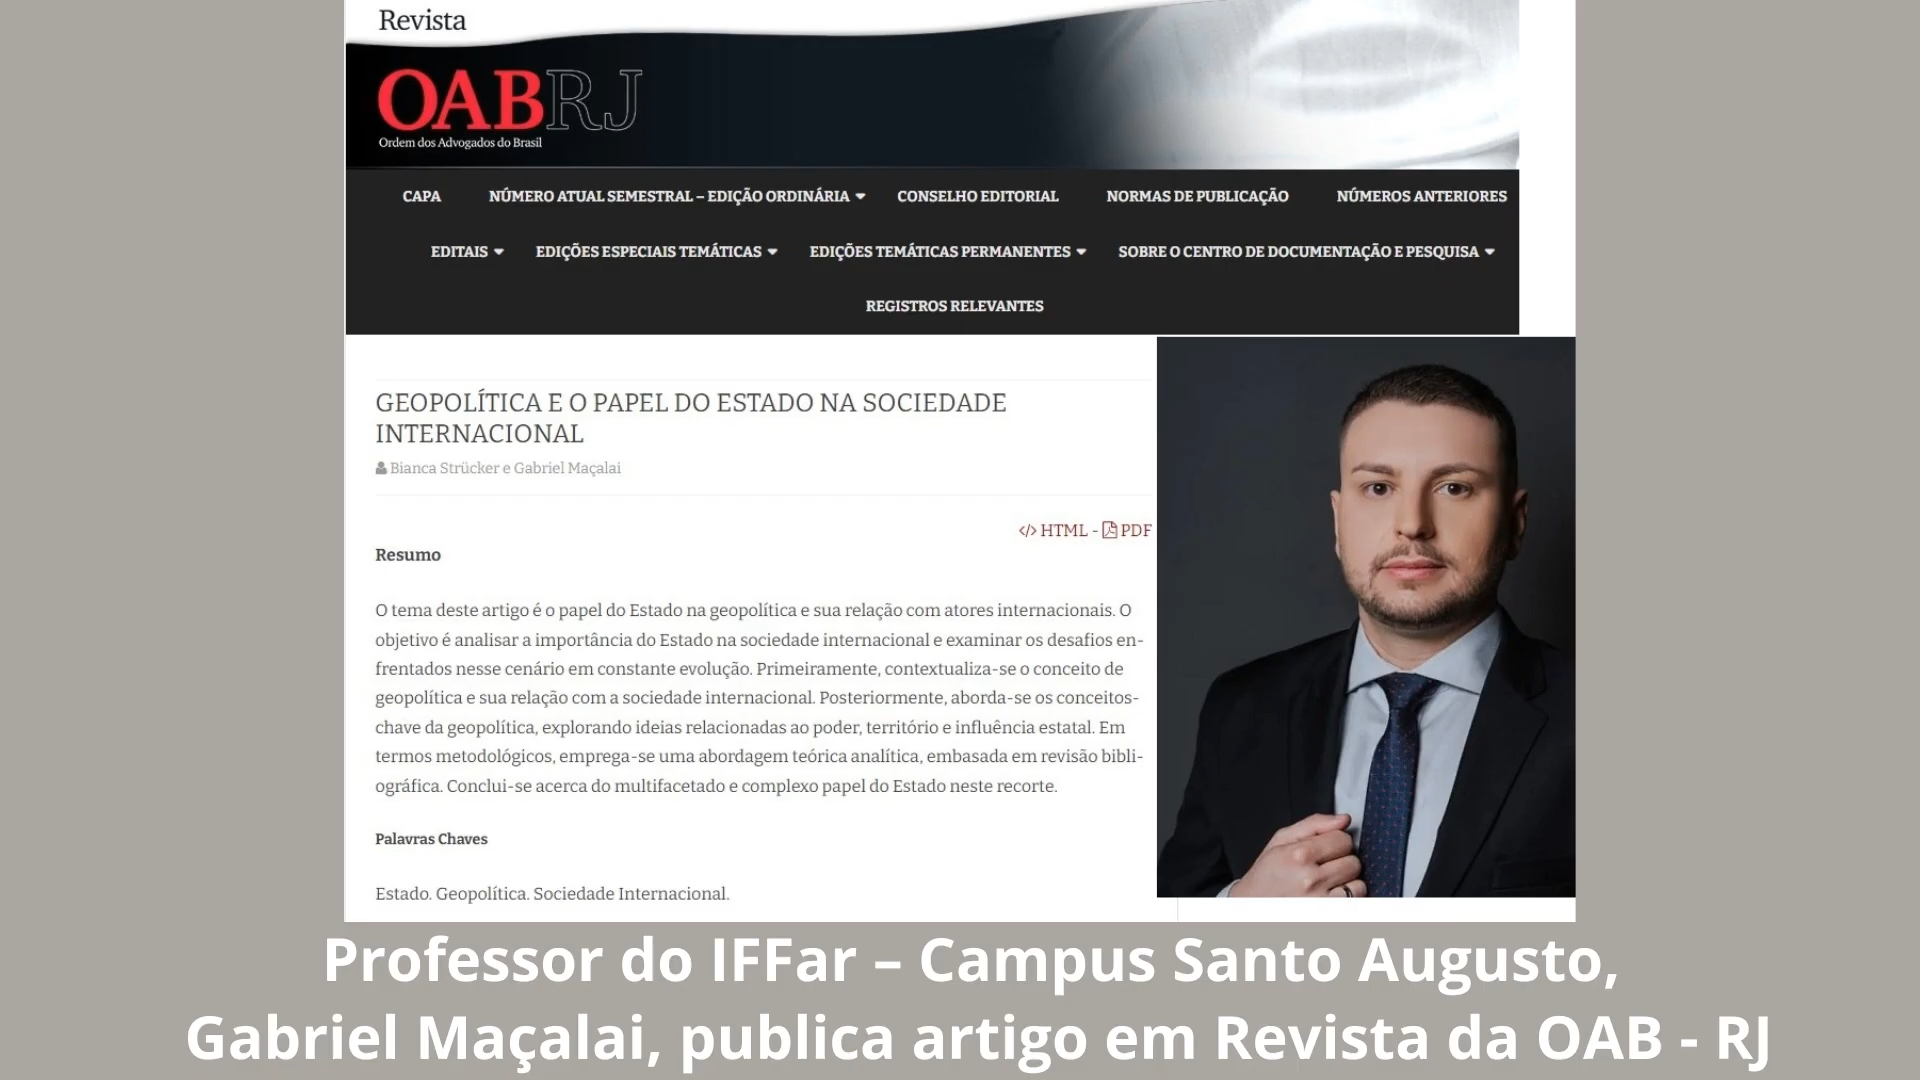 Revista
OABRJ
Ordem dos Advogados do Brasil
CAPA NÚMERO ATUAL SEMESTRAL – EDIÇÃO ORDINÁRIA CONSELHO EDITORIAL NORMAS DE PUBLICAÇÃO NÚMEROS ANTERIORES
EDITAIS EDIÇÕES ESPECIAIS TEMÁTICAS EDIÇÕES TEMÁTICAS PERMANENTES SOBRE O CENTRO DE DOCUMENTAÇÃO E PESQUISA
REGISTROS RELEVANTES
GEOPOLÍTICA E O PAPEL DO ESTADO NA SOCIEDADE
INTERNACIONAL
Bianca Strücker e Gabriel Maçalai
</> HTML - PDF
Resumo
O tema deste artigo é o papel do Estado na geopolítica e sua relação com atores internacionais. O
objetivo é analisar a importância do Estado na sociedade internacional e examinar os desafios en-
frentados nesse cenário em constante evolução. Primeiramente, contextualiza-se o conceito de
geopolítica e sua relação com a sociedade internacional. Posteriormente, aborda-se os conceitos-
chave da geopolítica, explorando ideias relacionadas ao poder, território e influência estatal. Em
termos metodológicos, emprega-se uma abordagem teórica analítica, embasada em revisão bibli-
ográfica. Conclui-se acerca do multifacetado e complexo papel do Estado neste recorte.
Palavras Chaves
Estado. Geopolítica. Sociedade Internacional.
Professor do IFFar – Campus Santo Augusto,
Gabriel Maçalai, publica artigo em Revista da OAB - RJ